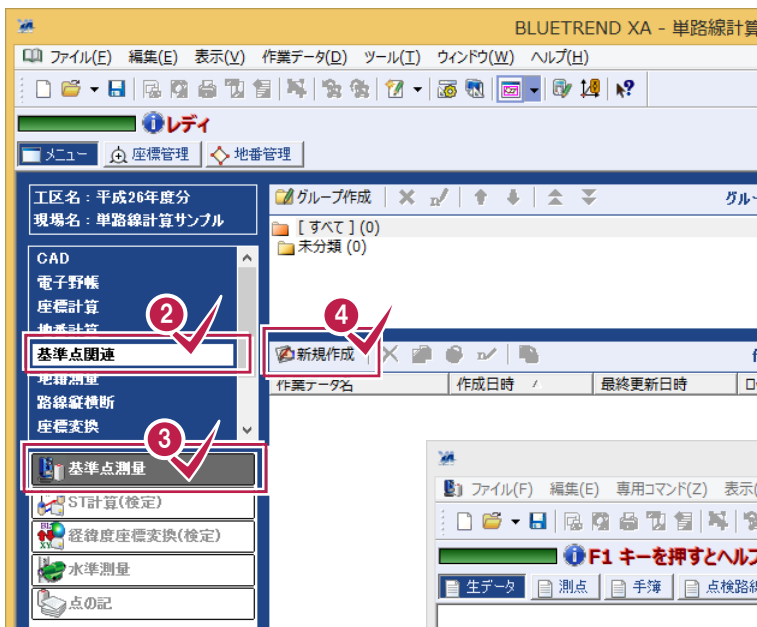 BLUETREND XA - 単路線計算
ファイル(F) 編集(E) 表示(V) 作業データ(D) ツール(T) ウィンドウ(W) ヘルプ(H)
レディ
メニュー 座標管理 地番管理
工区名：平成26年度分
現場名：単路線計算サンプル
グループ作成
[ すべて ] (0)
未分類 (0)
CAD
電子野帳
座標計算
地番計算
基準点関連
地籍測量
路線縦横断
座標変換
2
4
新規作成
作業データ名 作成日時 最終更新日時
3
基準点測量
ST計算(検定)
経緯度座標変換(検定)
水準測量
点の記
ファイル(F) 編集(E) 専用コマンド(Z) 表示(
F1 キーを押すとヘルプ
生データ 測点 手簿 点検路線